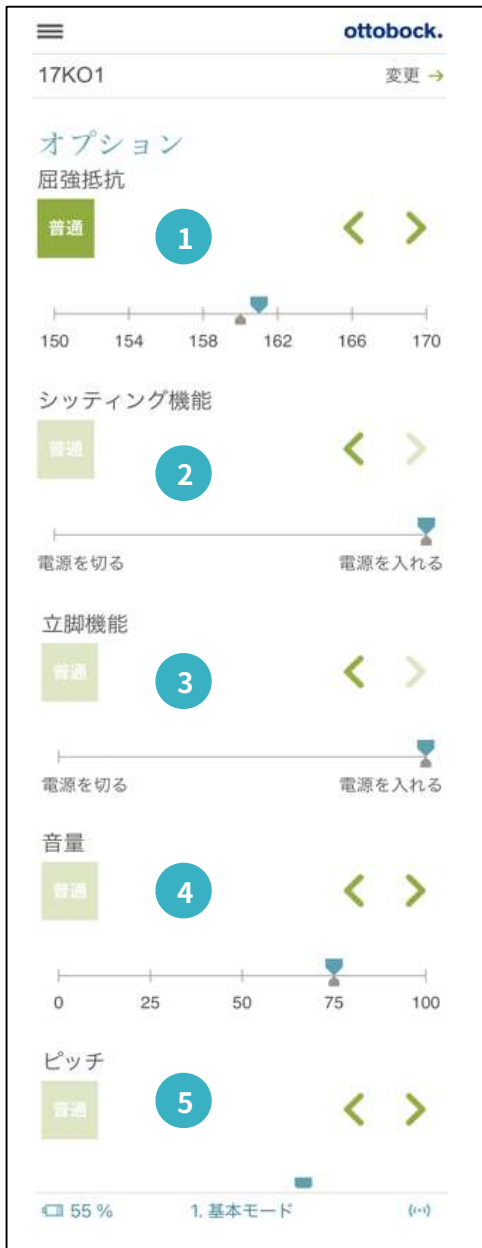 ottobock.
17KO1 変更 →
オプション
屈強抵抗
普通 1
150 154 158 162 166 170
シッティング機能
普通 2
電源を切る 電源を入れる
立脚機能
普通 3
電源を切る 電源を入れる
音量
普通 4
0 25 50 75 100
ピッチ
普通 5
55 % 1. 基本モード